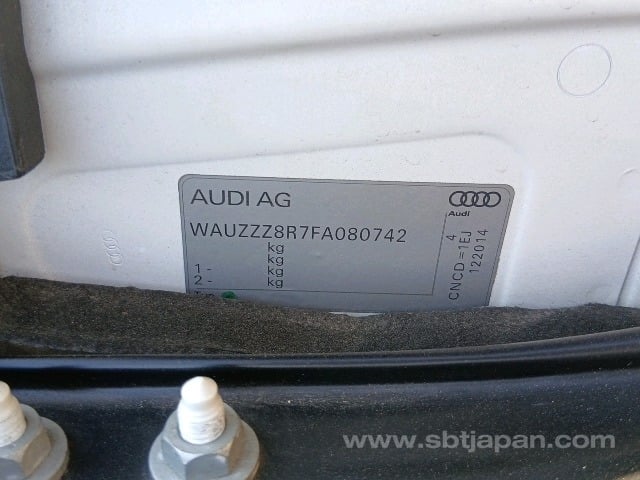 AUDI AG
Audi
WAUZZZ8R7FA080742
kg
kg
1 - kg
2 - kg
4
CNCD=1EJ
122014
www.sbtjapan.com